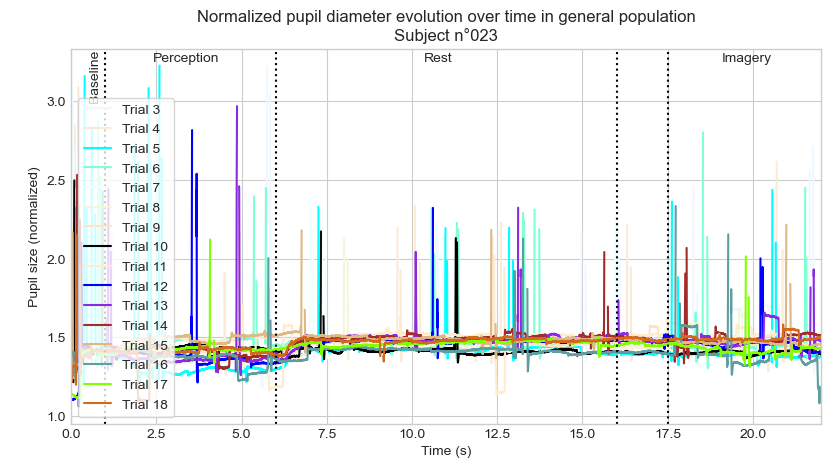 Normalized pupil diameter evolution over time in general population
Subject n°023
Baseline
Perception
Rest
Imagery
Pupil size (normalized)
3.0
2.5
2.0
1.5
1.0
Trial 3
Trial 4
Trial 5
Trial 6
Trial 7
Trial 8
Trial 9
Trial 10
Trial 11
Trial 12
Trial 13
Trial 14
Trial 15
Trial 16
Trial 17
Trial 18
0.0
2.5
5.0
7.5
10.0
12.5
15.0
17.5
20.0
Time (s)